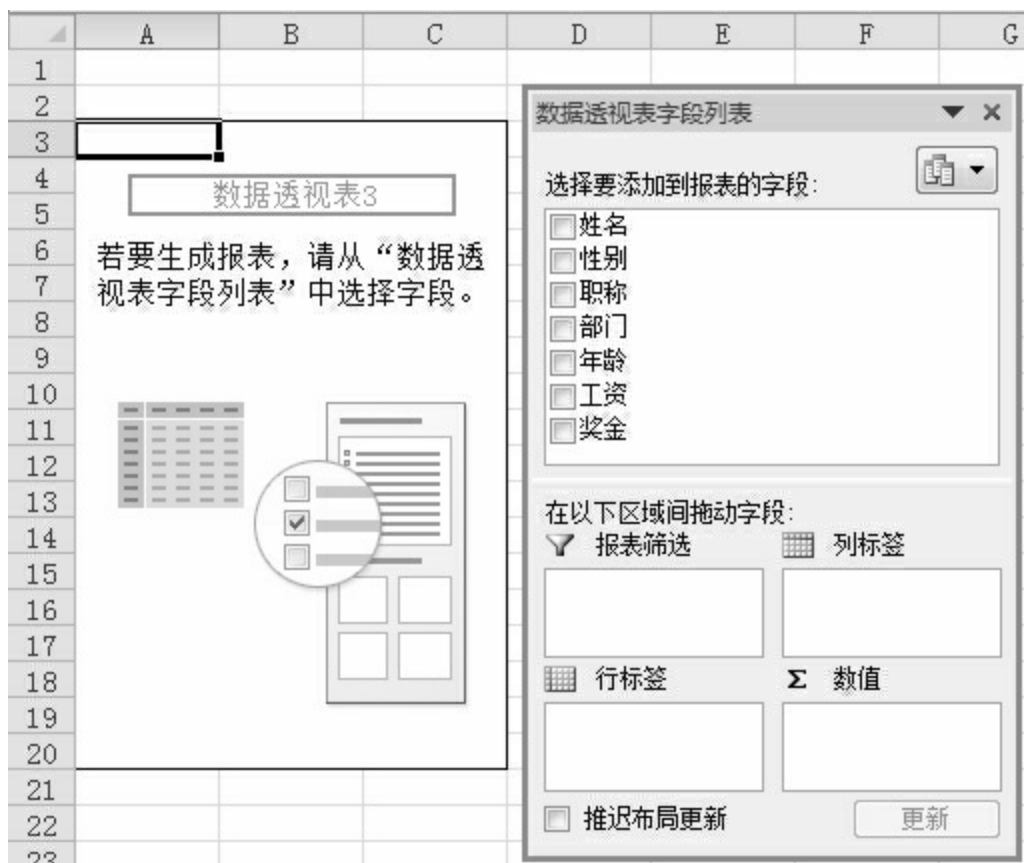 A B C D E F G
1
2
3
4
5
6
7
8
9
10
11
12
13
14
15
16
17
18
19
20
21
22
23
数据透视表3
若要生成报表，请从“数据透
视表字段列表”中选择字段。
数据透视表字段列表
选择要添加到报表的字段:
姓名
性别
职称
部门
年龄
工资
奖金
在以下区域间拖动字段:
报表筛选 列标签
行标签 Σ 数值
推迟布局更新 更新